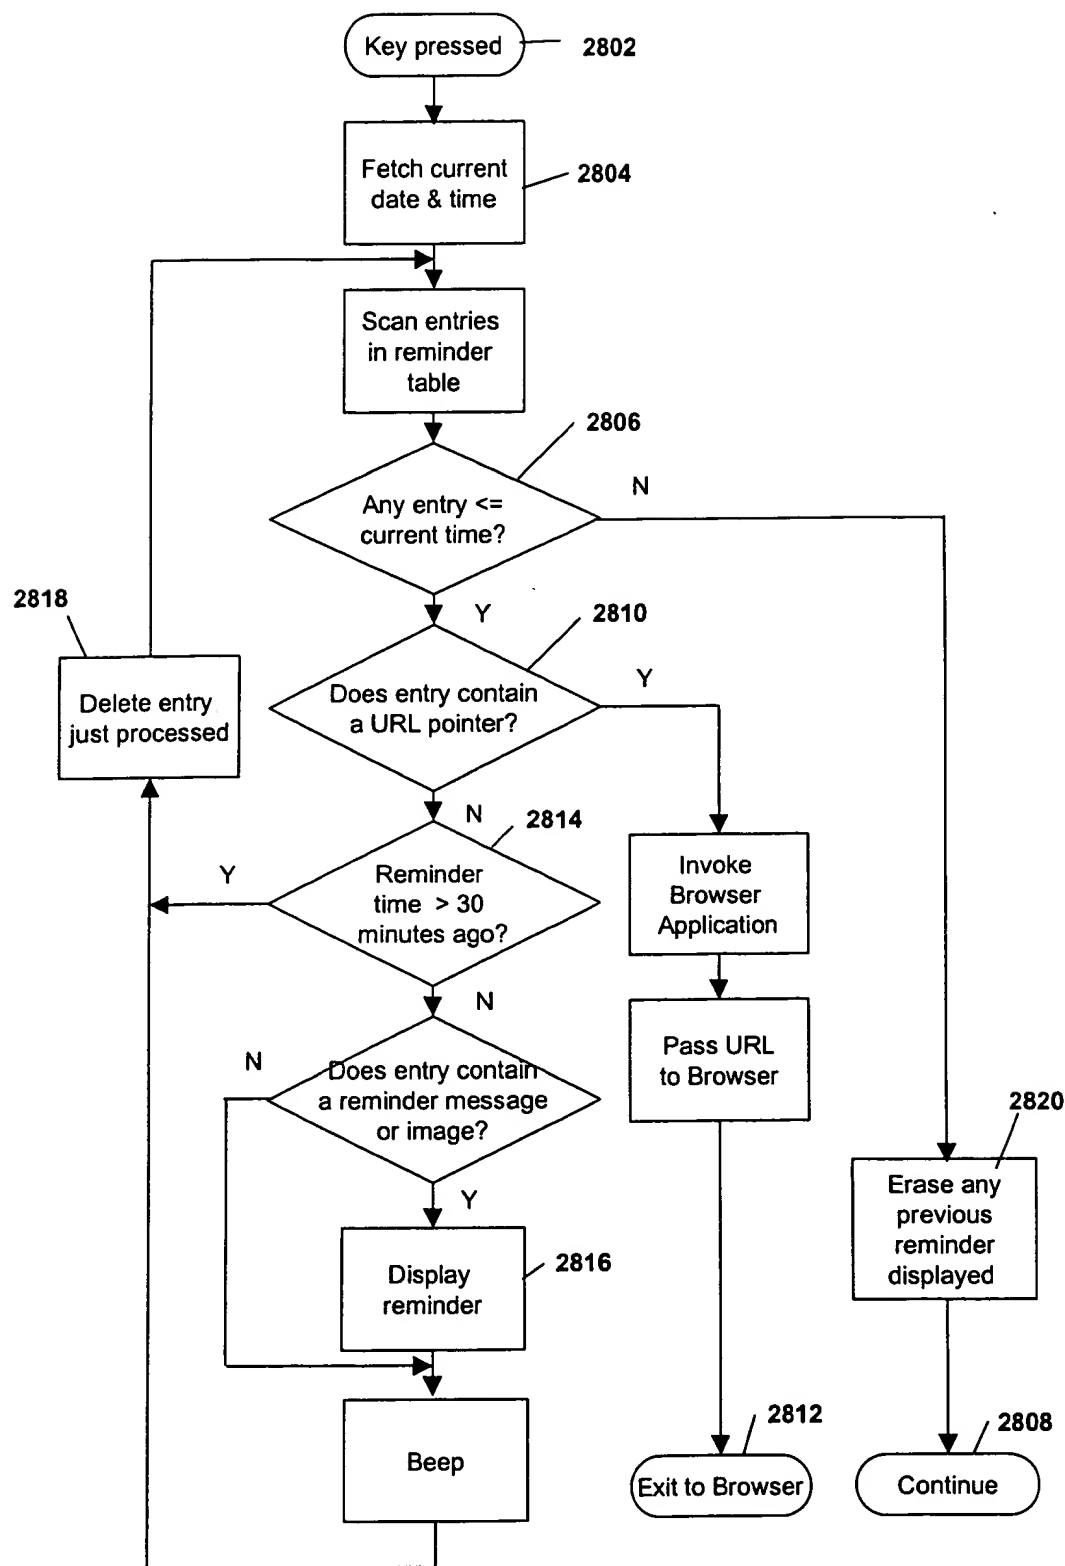 Key pressed
2802
Fetch current
date & time
2804
Scan entries
in reminder
table
2806
Any entry <=
current time?
N
2818
Y
2810
Delete entry
just processed
Does entry contain
a URL pointer?
Y
N
2814
Y
Reminder
time > 30
minutes ago?
Invoke
Browser
Application
N
N
Does entry contain
a reminder message
or image?
Pass URL
to Browser
2820
Y
Erase any
previous
reminder
displayed
Display
reminder
2816
2812
2808
Beep
Exit to Browser
Continue